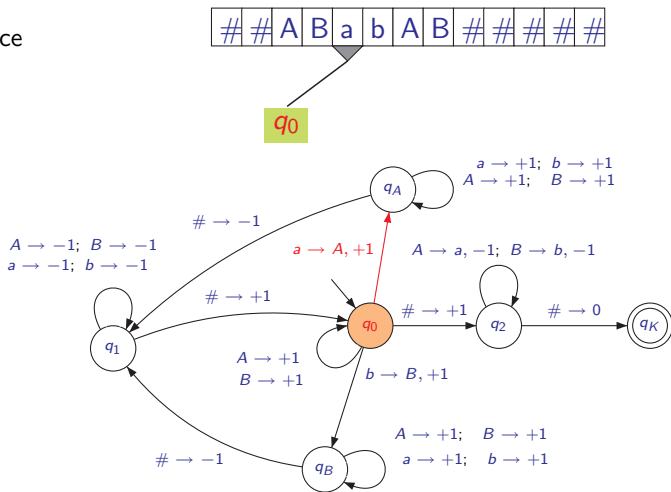 # # A B a b A B # # # # #
ce
q0
a → +1; b → +1
A → +1; B → +1
qA
# → −1
A → −1; B → −1
a → −1; b → −1
a → A, +1
A → a, −1; B → b, −1
# → +1
# → +1
# → 0
q1
q0
q2
qK
A → +1
B → +1
b → B, +1
A → +1; B → +1
a → +1; b → +1
# → −1
qB